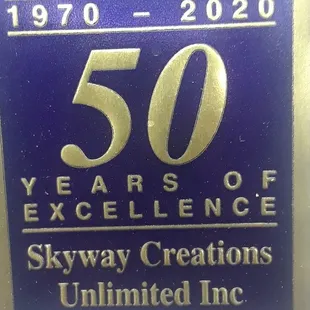 1970 – 2020
50
YEARS OF
EXCELLENCE
Skyway Creations
Unlimited Inc